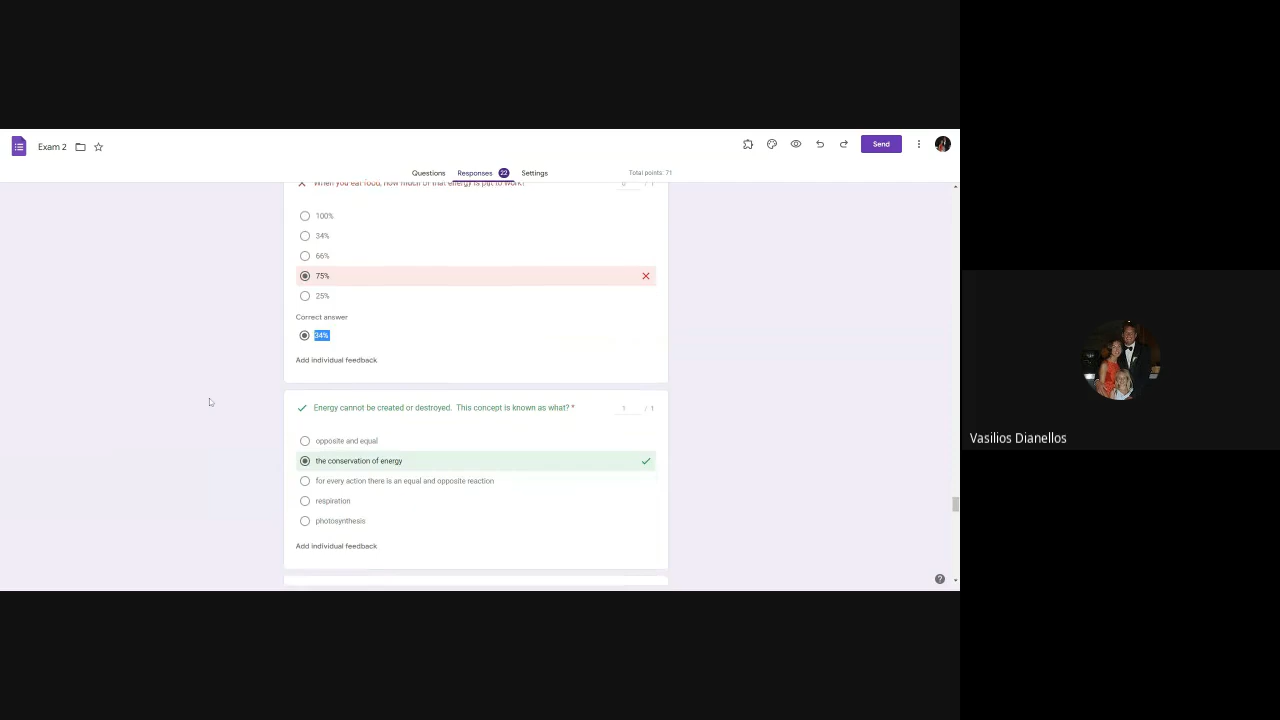 Exam 2
Send
Questions
Responses
22
Settings
Total points: 71
When you eat food, how much of that energy is put to work?
0 / 1
100%
34%
66%
75%
25%
Correct answer
34%
Add individual feedback
Energy cannot be created or destroyed. This concept is known as what? *
1 / 1
opposite and equal
the conservation of energy
for every action there is an equal and opposite reaction
respiration
photosynthesis
Add individual feedback
Vasilios Dianellos